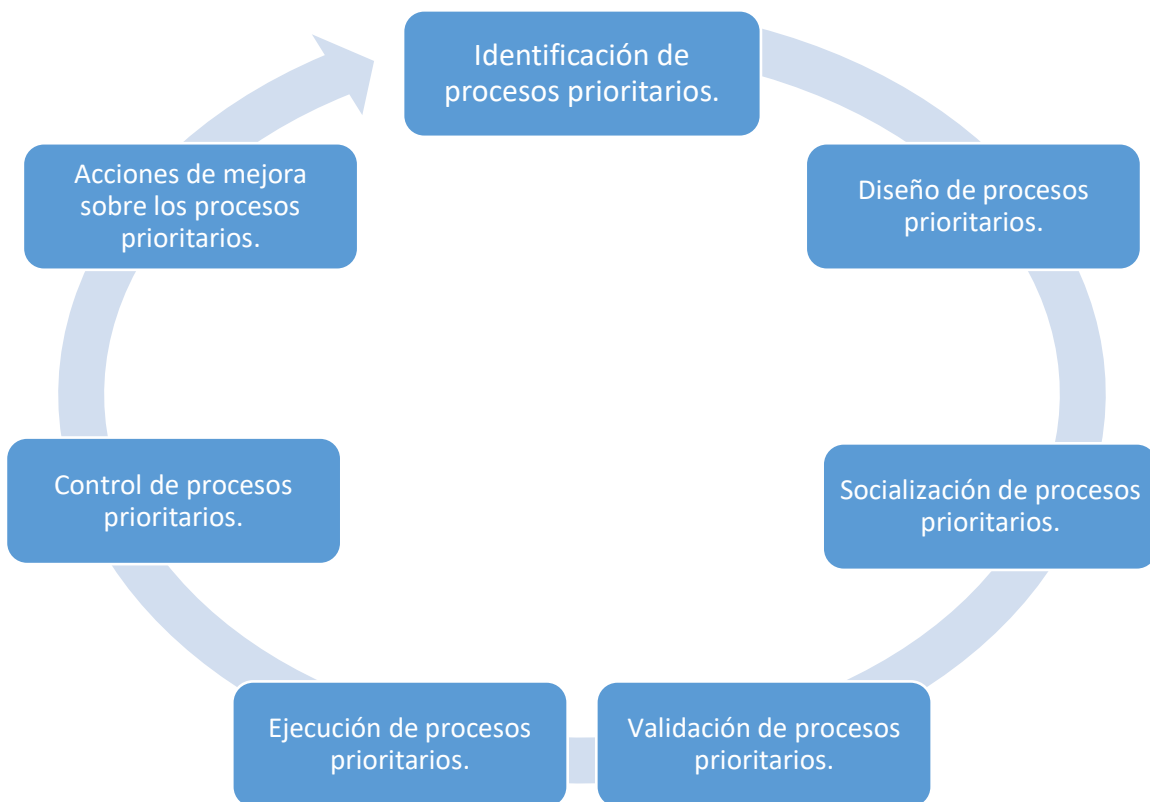 Identificación de
procesos prioritarios.
Diseño de procesos
prioritarios.
Socialización de procesos
prioritarios.
Validación de procesos
prioritarios.
Ejecución de procesos
prioritarios.
Control de procesos
prioritarios.
Acciones de mejora
sobre los procesos
prioritarios.